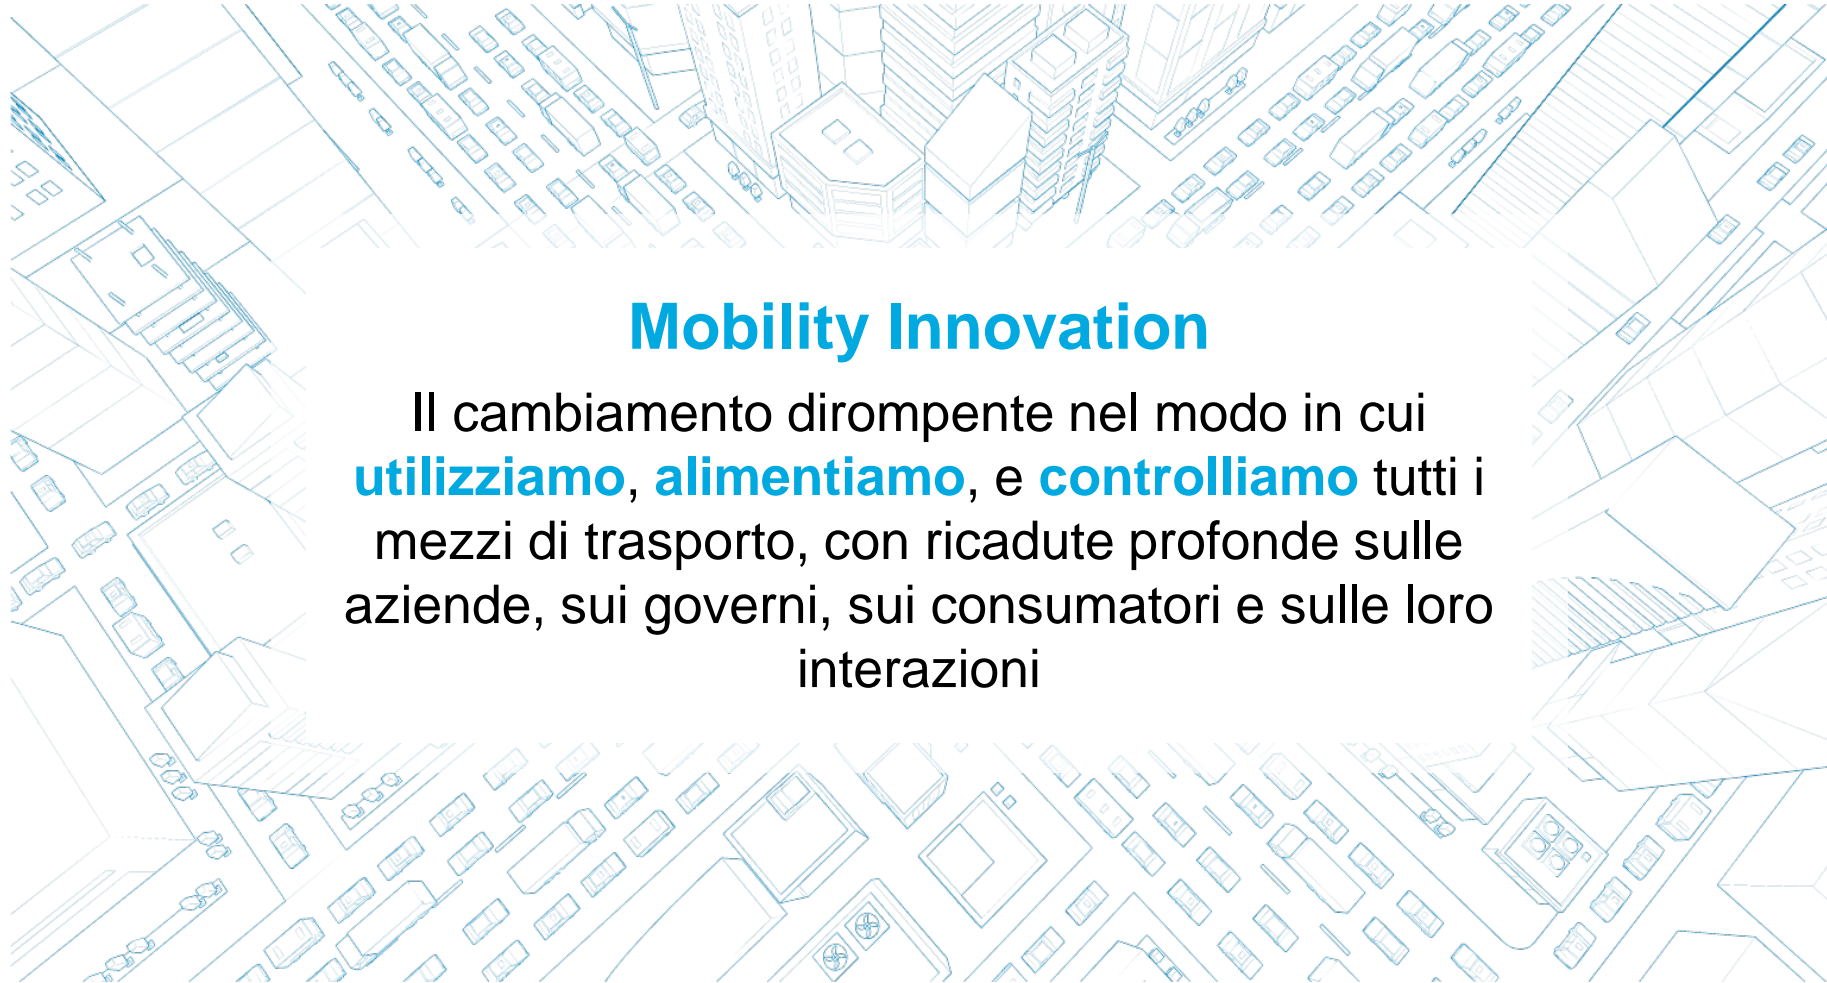 Mobility Innovation
Il cambiamento dirompente nel modo in cui
utilizziamo, alimentiamo, e controlliamo tutti i
mezzi di trasporto, con ricadute profonde sulle
aziende, sui governi, sui consumatori e sulle loro
interazioni